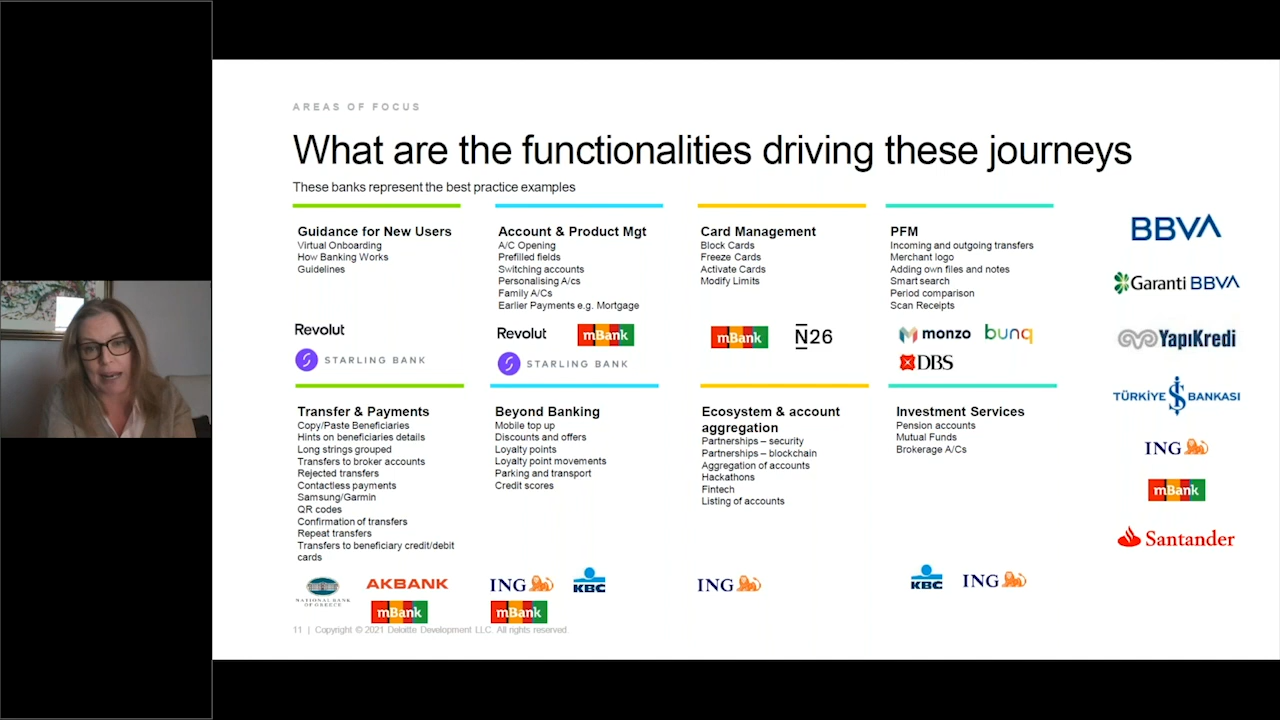 AREAS OF FOCUS
What are the functionalities driving these journeys
These banks represent the best practice examples
Guidance for New Users
Virtual Onboarding
How Banking Works
Guidelines
Revolut
STARLING BANK
Account & Product Mgt
A/C Opening
Prefilled fields
Switching accounts
Personalising A/cs
Family A/Cs
Earlier Payments e.g. Mortgage
Revolut
mBank
STARLING BANK
Card Management
Block Cards
Freeze Cards
Activate Cards
Modify Limits
mBank
N26
PFM
Incoming and outgoing transfers
Merchant logo
Adding own files and notes
Smart search
Period comparison
Scan Receipts
monzo
bunq
DBS
Transfer & Payments
Copy/Paste Beneficiaries
Hints on beneficiaries details
Long strings grouped
Transfers to broker accounts
Rejected transfers
Contactless payments
Samsung/Garmin
QR codes
Confirmation of transfers
Repeat transfers
Transfers to beneficiary credit/debit
cards
NATIONAL BANK
OF GREECE
AKBANK
mBank
Beyond Banking
Mobile top up
Discounts and offers
Loyalty points
Loyalty point movements
Parking and transport
Credit scores
ING
KBC
mBank
Ecosystem & account
aggregation
Partnerships – security
Partnerships – blockchain
Aggregation of accounts
Hackathons
Fintech
Listing of accounts
ING
Investment Services
Pension accounts
Mutual Funds
Brokerage A/Cs
KBC
ING
BBVA
Garanti BBVA
YapıKredi
TÜRKİYE İŞ BANKASI
ING
mBank
Santander
11 | Copyright © 2021 Deloitte Development LLC. All rights reserved.